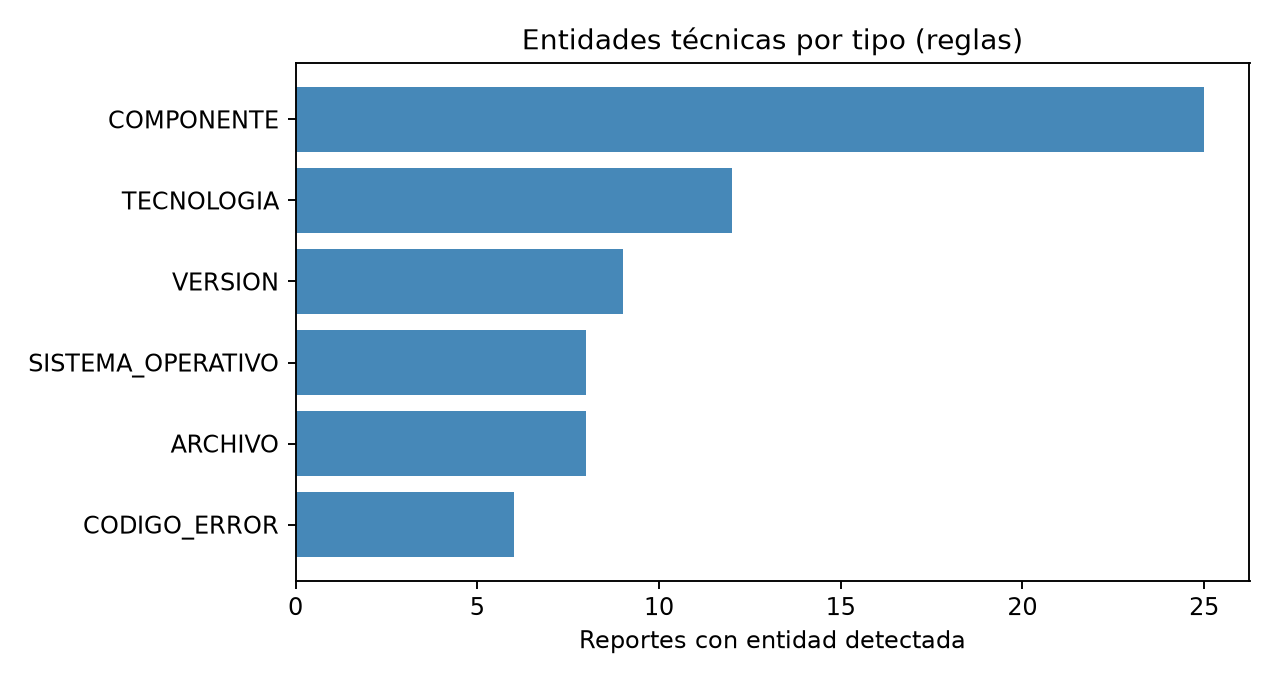 Entidades técnicas por tipo (reglas)
COMPONENTE
TECNOLOGIA
VERSION
SISTEMA_OPERATIVO
ARCHIVO
CODIGO_ERROR
0 5 10 15 20 25
Reportes con entidad detectada